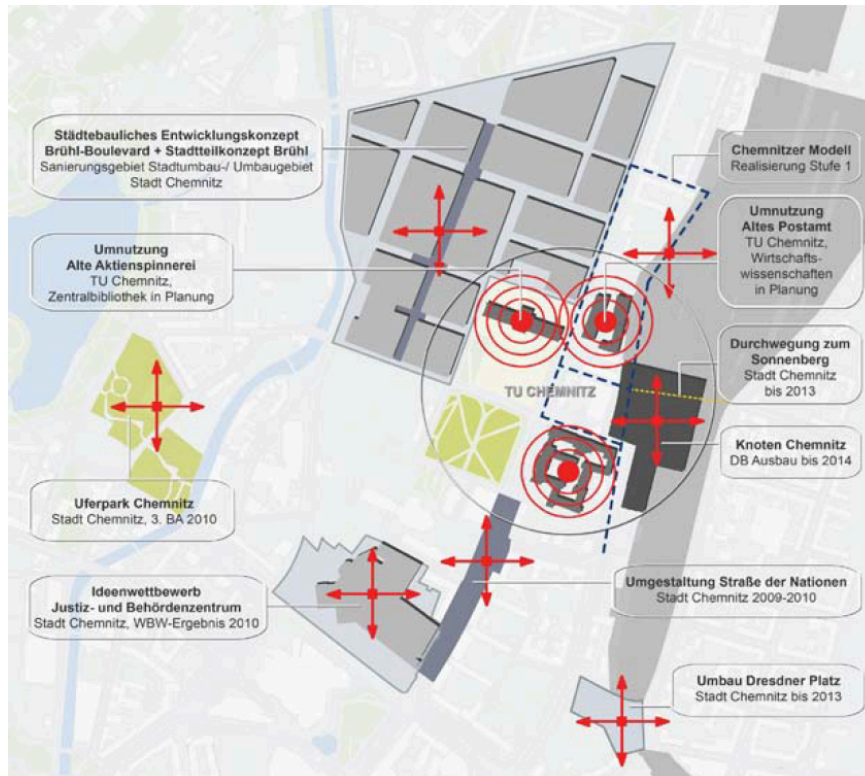 Städtebauliches Entwicklungskonzept
Brühl-Boulevard + Stadtteilkonzept Brühl
Sanierungsgebiet Stadtumbau-/ Umbaugebiet
Stadt Chemnitz
Chemnitzer Modell
Realisierung Stufe 1
Umnutzung
Altes Postamt
TU Chemnitz,
Wirtschafts-
wissenschaften
in Planung
Umnutzung
Alte Aktienspinnerei
TU Chemnitz,
Zentralbibliothek in Planung
Durchwegung zum
Sonnenberg
Stadt Chemnitz
bis 2013
TU CHEMNITZ
Knoten Chemnitz
DB Ausbau bis 2014
Uferpark Chemnitz
Stadt Chemnitz, 3. BA 2010
Ideenwettbewerb
Justiz- und Behördenzentrum
Stadt Chemnitz, WBW-Ergebnis 2010
Umgestaltung Straße der Nationen
Stadt Chemnitz 2009-2010
Umbau Dresdner Platz
Stadt Chemnitz bis 2013